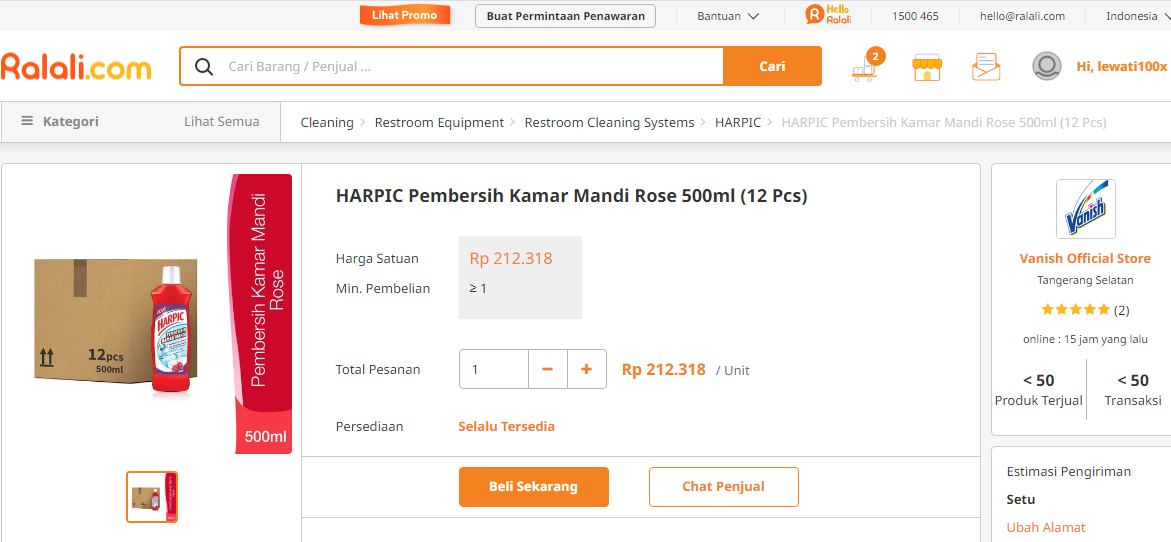 Lihat Promo
Buat Permintaan Penawaran
Bantuan
Hello Ralali
1500 465
hello@ralali.com
Indonesia
Ralali.com
Cari Barang / Penjual ...
Cari
2
Hi, lewati100x
Kategori
Lihat Semua
Cleaning > Restroom Equipment > Restroom Cleaning Systems > HARPIC > HARPIC Pembersih Kamar Mandi Rose 500ml (12 Pcs)
12pcs
500ml
HARPIC
Pembersih Kamar Mandi
Rose
500ml
HARPIC Pembersih Kamar Mandi Rose 500ml (12 Pcs)
Harga Satuan
Rp 212.318
Min. Pembelian
≥ 1
Total Pesanan
1
−
+
Rp 212.318 / Unit
Persediaan
Selalu Tersedia
Beli Sekarang
Chat Penjual
Vanish
Vanish Official Store
Tangerang Selatan
(2)
online : 15 jam yang lalu
< 50
Produk Terjual
< 50
Transaksi
Estimasi Pengiriman
Setu
Ubah Alamat